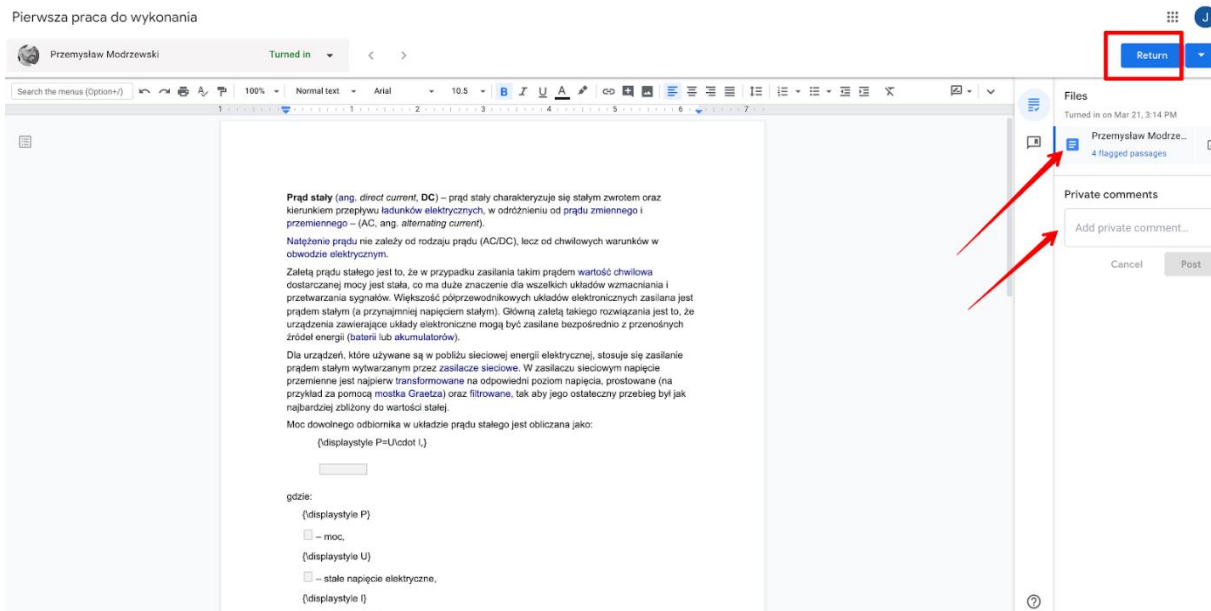 Pierwsza praca do wykonania
J
Przemysław Modrzewski
Turned in
Return
Search the menus (Option+/)
100%
Normal text
Arial
10.5
B I U A
1 1 2 3 4 5 6 7
Files
Turned in on Mar 21, 3:14 PM
Przemysław Modrze...
4 flagged passages
Private comments
Add private comment...
Cancel
Post
Prąd stały (ang. direct current, DC) – prąd stały charakteryzuje się stałym zwrotem oraz
kierunkiem przepływu ładunków elektrycznych, w odróżnieniu od prądu zmiennego i
przemiennego – (AC, ang. alternating current).
Natężenie prądu nie zależy od rodzaju prądu (AC/DC), lecz od chwilowych warunków w
obwodzie elektrycznym.
Zaletą prądu stałego jest to, że w przypadku zasilania takim prądem wartość chwilowa
dostarczanej mocy jest stała, co ma duże znaczenie dla wszelkich układów wzmacniania i
przetwarzania sygnałów. Większość półprzewodnikowych układów elektronicznych zasilana jest
prądem stałym (a przynajmniej napięciem stałym). Główną zaletą takiego rozwiązania jest to, że
urządzenia zawierające układy elektroniczne mogą być zasilane bezpośrednio z przenośnych
źródeł energii (baterii lub akumulatorów).
Dla urządzeń, które używane są w pobliżu sieciowej energii elektrycznej, stosuje się zasilanie
prądem stałym wytwarzanym przez zasilacze sieciowe. W zasilaczu sieciowym napięcie
przemienne jest najpierw transformowane na odpowiedni poziom napięcia, prostowane (na
przykład za pomocą mostka Graetza) oraz filtrowane, tak aby jego ostateczny przebieg był jak
najbardziej zbliżony do wartości stałej.
Moc dowolnego odbiornika w układzie prądu stałego jest obliczana jako:
{\displaystyle P=U\cdot I,}
gdzie:
{\displaystyle P}
– moc,
{\displaystyle U}
– stałe napięcie elektryczne,
{\displaystyle I}